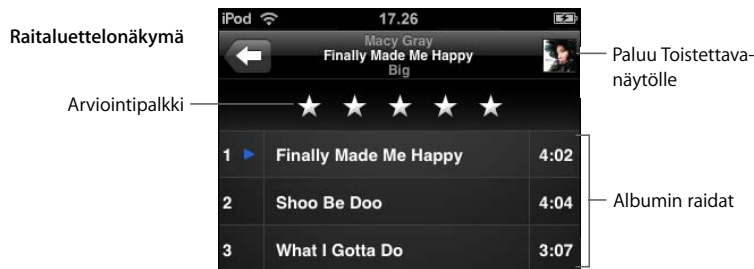 iPod 17.26
Raitaluettelonäkymä
Macy Gray
Finally Made Me Happy
Big
Paluu Toistettava-
näytölle
Arviointipalkki
1 Finally Made Me Happy 4:02
2 Shoo Be Doo 4:04
Albumin raidat
3 What I Gotta Do 3:07